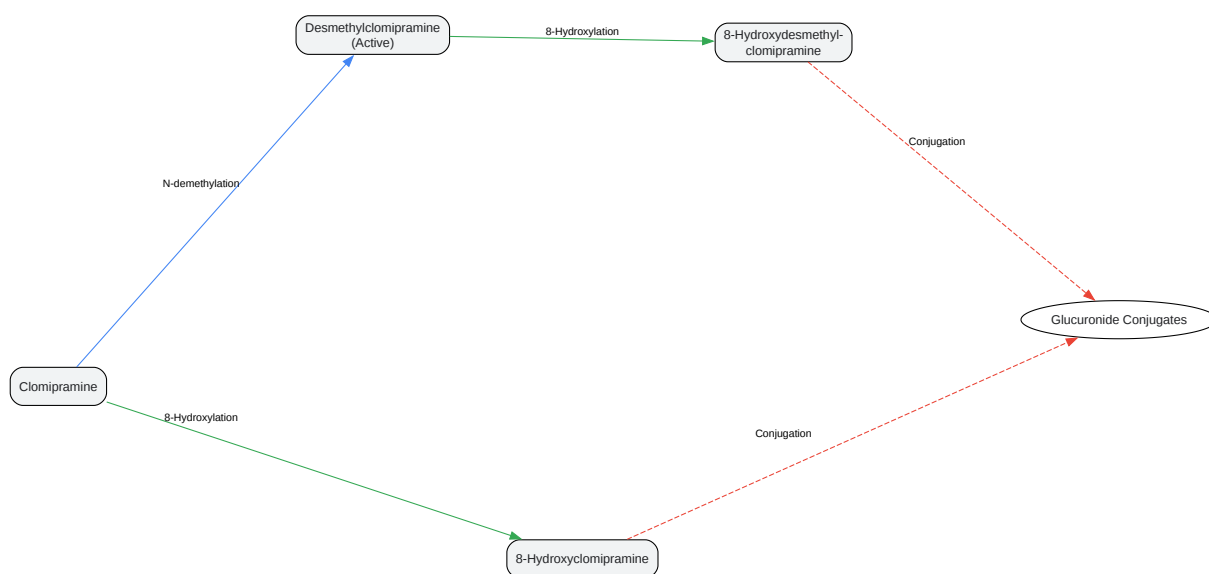 Desmethylclomipramine
(Active)
8-Hydroxylation
8-Hydroxydesmethyl-
clomipramine
Conjugation
N-demethylation
Glucuronide Conjugates
Clomipramine
8-Hydroxylation
Conjugation
8-Hydroxyclomipramine